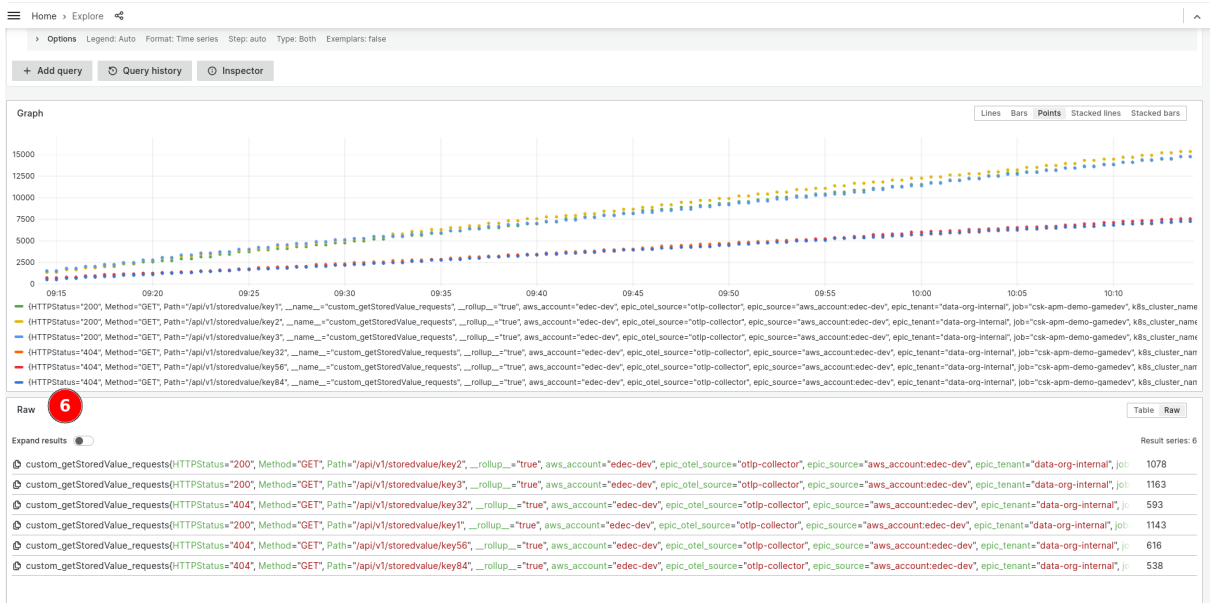 Home › Explore
› Options Legend: Auto Format: Time series Step: auto Type: Both Exemplars: false
+ Add query Query history Inspector
Graph
Lines Bars Points Stacked lines Stacked bars
15000
12500
10000
7500
5000
2500
0
09:15 09:20 09:25 09:30 09:35 09:40 09:45 09:50 09:55 10:00 10:05 10:10
{HTTPStatus="200", Method="GET", Path="/api/v1/storedvalue/key1", __name__="custom_getStoredValue_requests", __rollup__="true", aws_account="edec-dev", epic_otel_source="otlp-collector", epic_source="aws_account:edec-dev", epic_tenant="data-org-internal", job="csk-apm-demo-gamedev", k8s_cluster_name
{HTTPStatus="200", Method="GET", Path="/api/v1/storedvalue/key2", __name__="custom_getStoredValue_requests", __rollup__="true", aws_account="edec-dev", epic_otel_source="otlp-collector", epic_source="aws_account:edec-dev", epic_tenant="data-org-internal", job="csk-apm-demo-gamedev", k8s_cluster_name
{HTTPStatus="200", Method="GET", Path="/api/v1/storedvalue/key3", __name__="custom_getStoredValue_requests", __rollup__="true", aws_account="edec-dev", epic_otel_source="otlp-collector", epic_source="aws_account:edec-dev", epic_tenant="data-org-internal", job="csk-apm-demo-gamedev", k8s_cluster_name
{HTTPStatus="404", Method="GET", Path="/api/v1/storedvalue/key32", __name__="custom_getStoredValue_requests", __rollup__="true", aws_account="edec-dev", epic_otel_source="otlp-collector", epic_source="aws_account:edec-dev", epic_tenant="data-org-internal", job="csk-apm-demo-gamedev", k8s_cluster_nam
{HTTPStatus="404", Method="GET", Path="/api/v1/storedvalue/key56", __name__="custom_getStoredValue_requests", __rollup__="true", aws_account="edec-dev", epic_otel_source="otlp-collector", epic_source="aws_account:edec-dev", epic_tenant="data-org-internal", job="csk-apm-demo-gamedev", k8s_cluster_nam
{HTTPStatus="404", Method="GET", Path="/api/v1/storedvalue/key84", __name__="custom_getStoredValue_requests", __rollup__="true", aws_account="edec-dev", epic_otel_source="otlp-collector", epic_source="aws_account:edec-dev", epic_tenant="data-org-internal", job="csk-apm-demo-gamedev", k8s_cluster_nam
Raw 6 Table Raw
Expand results Result series: 6
custom_getStoredValue_requests{HTTPStatus="200", Method="GET", Path="/api/v1/storedvalue/key2", __rollup__="true", aws_account="edec-dev", epic_otel_source="otlp-collector", epic_source="aws_account:edec-dev", epic_tenant="data-org-internal", job 1078
custom_getStoredValue_requests{HTTPStatus="200", Method="GET", Path="/api/v1/storedvalue/key3", __rollup__="true", aws_account="edec-dev", epic_otel_source="otlp-collector", epic_source="aws_account:edec-dev", epic_tenant="data-org-internal", job 1163
custom_getStoredValue_requests{HTTPStatus="404", Method="GET", Path="/api/v1/storedvalue/key32", __rollup__="true", aws_account="edec-dev", epic_otel_source="otlp-collector", epic_source="aws_account:edec-dev", epic_tenant="data-org-internal", jo 593
custom_getStoredValue_requests{HTTPStatus="200", Method="GET", Path="/api/v1/storedvalue/key1", __rollup__="true", aws_account="edec-dev", epic_otel_source="otlp-collector", epic_source="aws_account:edec-dev", epic_tenant="data-org-internal", job 1143
custom_getStoredValue_requests{HTTPStatus="404", Method="GET", Path="/api/v1/storedvalue/key56", __rollup__="true", aws_account="edec-dev", epic_otel_source="otlp-collector", epic_source="aws_account:edec-dev", epic_tenant="data-org-internal", jo 616
custom_getStoredValue_requests{HTTPStatus="404", Method="GET", Path="/api/v1/storedvalue/key84", __rollup__="true", aws_account="edec-dev", epic_otel_source="otlp-collector", epic_source="aws_account:edec-dev", epic_tenant="data-org-internal", jo 538